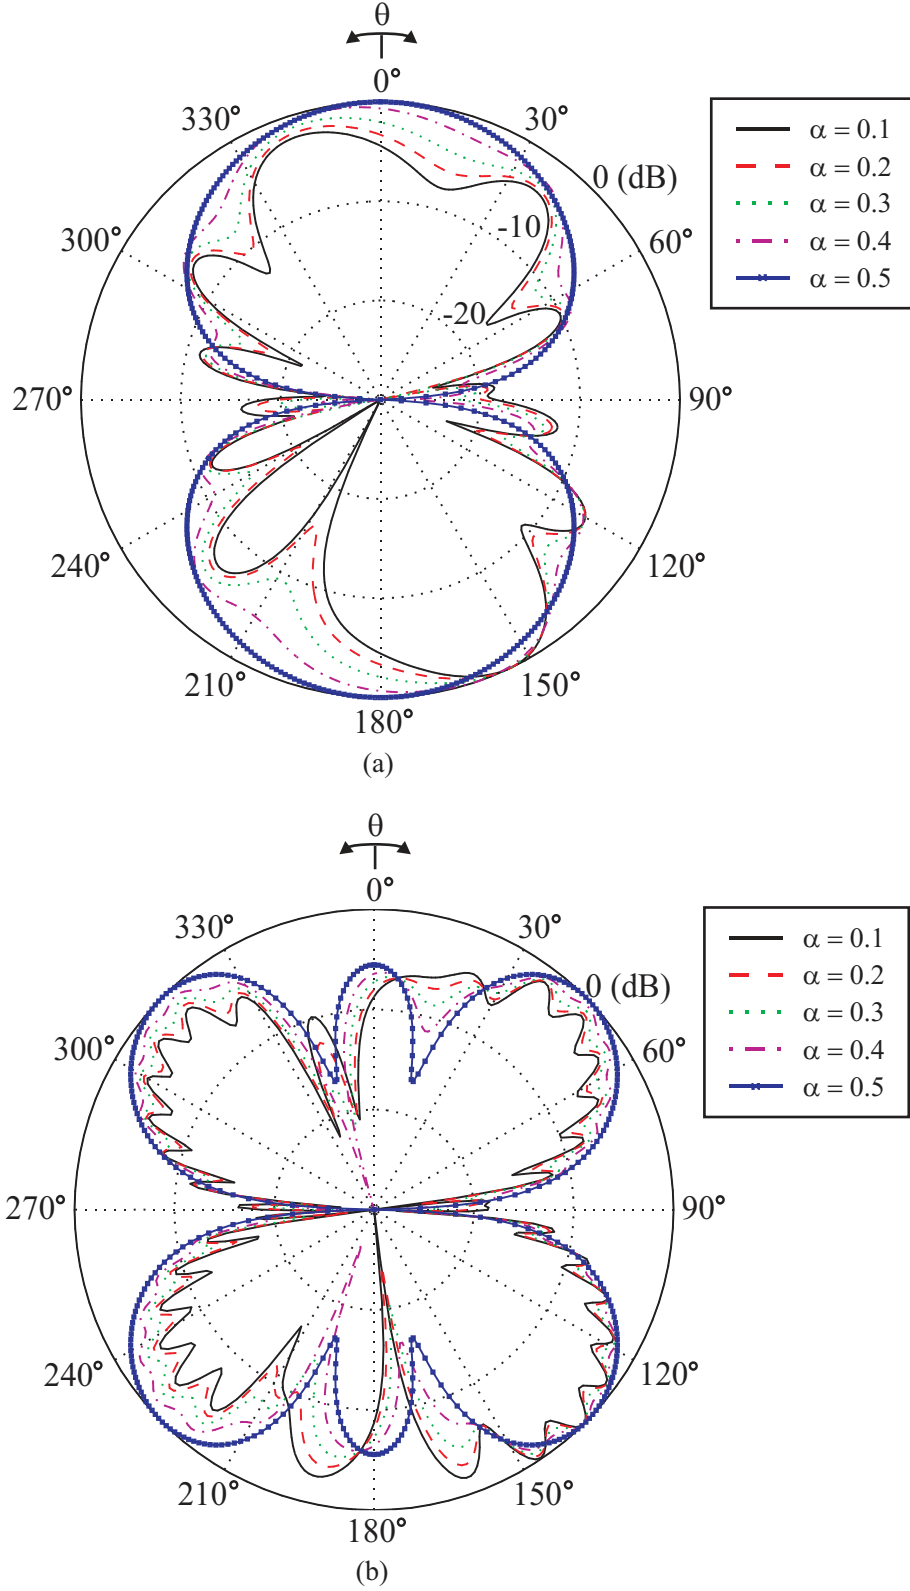 θ
0°
330°
30°
0 (dB)
-10
300°
60°
-20
270°
90°
240°
120°
210°
150°
180°
α = 0.1
α = 0.2
α = 0.3
α = 0.4
α = 0.5
(a)
θ
0°
330°
30°
0 (dB)
300°
60°
270°
90°
240°
120°
210°
150°
180°
α = 0.1
α = 0.2
α = 0.3
α = 0.4
α = 0.5
(b)